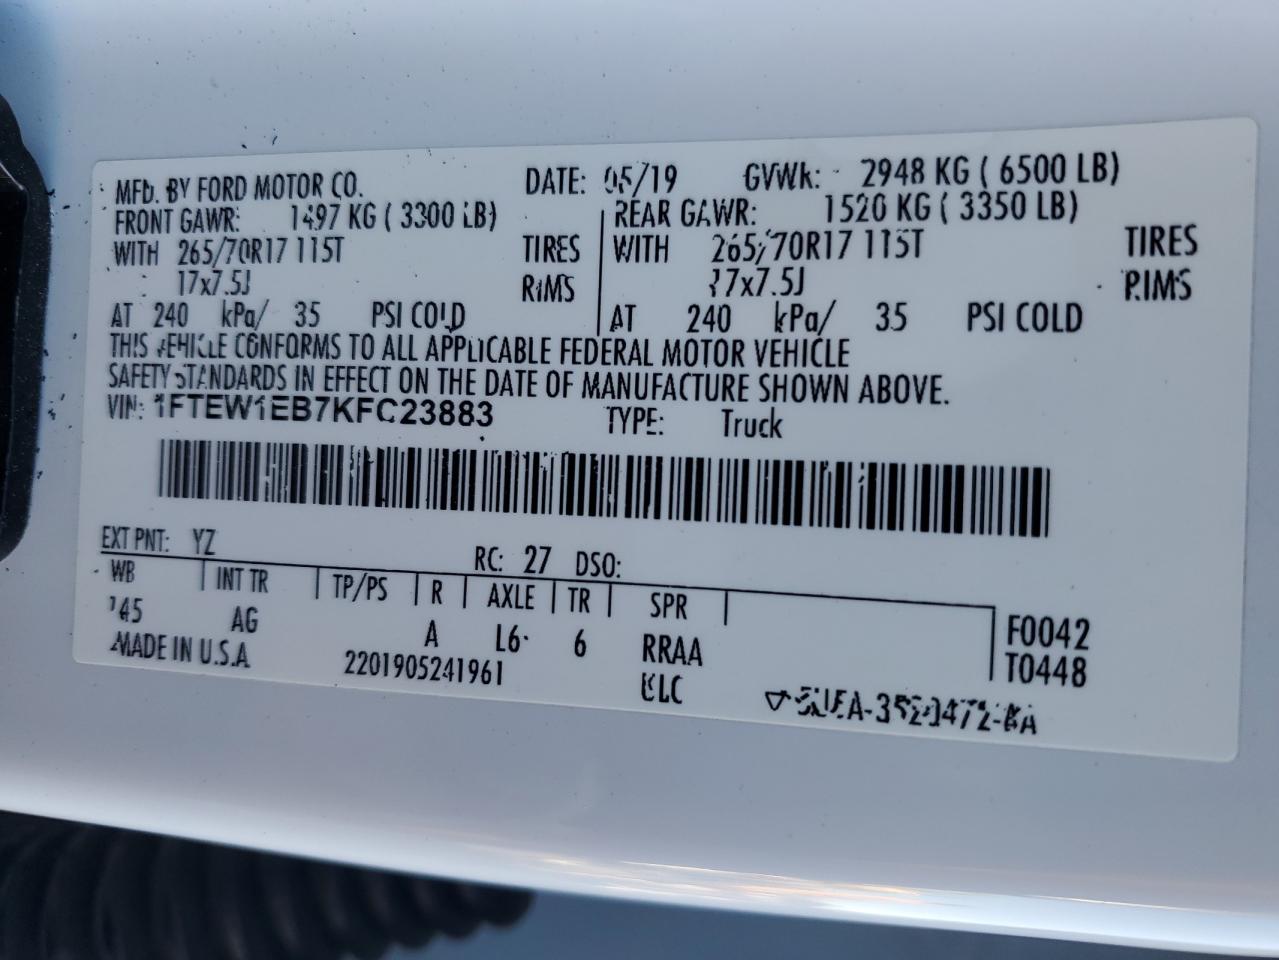 MFD. BY FORD MOTOR CO. DATE: 05/19 GVWR: 2948 KG ( 6500 LB)
FRONT GAWR: 1497 KG ( 3300 LB) REAR GAWR: 1520 KG ( 3350 LB)
WITH 265/70R17 115T TIRES WITH 265/70R17 115T TIRES
17x7.5J RIMS 17x7.5J RIMS
AT 240 kPa/ 35 PSI COLD AT 240 kPa/ 35 PSI COLD
THIS VEHICLE CONFORMS TO ALL APPLICABLE FEDERAL MOTOR VEHICLE
SAFETY STANDARDS IN EFFECT ON THE DATE OF MANUFACTURE SHOWN ABOVE.
VIN: 1FTEW1EB7KFC23883 TYPE: Truck
EXT PNT: YZ RC: 27 DSO:
WB INT TR TP/PS R AXLE TR SPR
145 AG A L6 6 RRAA
F0042
T0448
MADE IN U.S.A 2201905241961